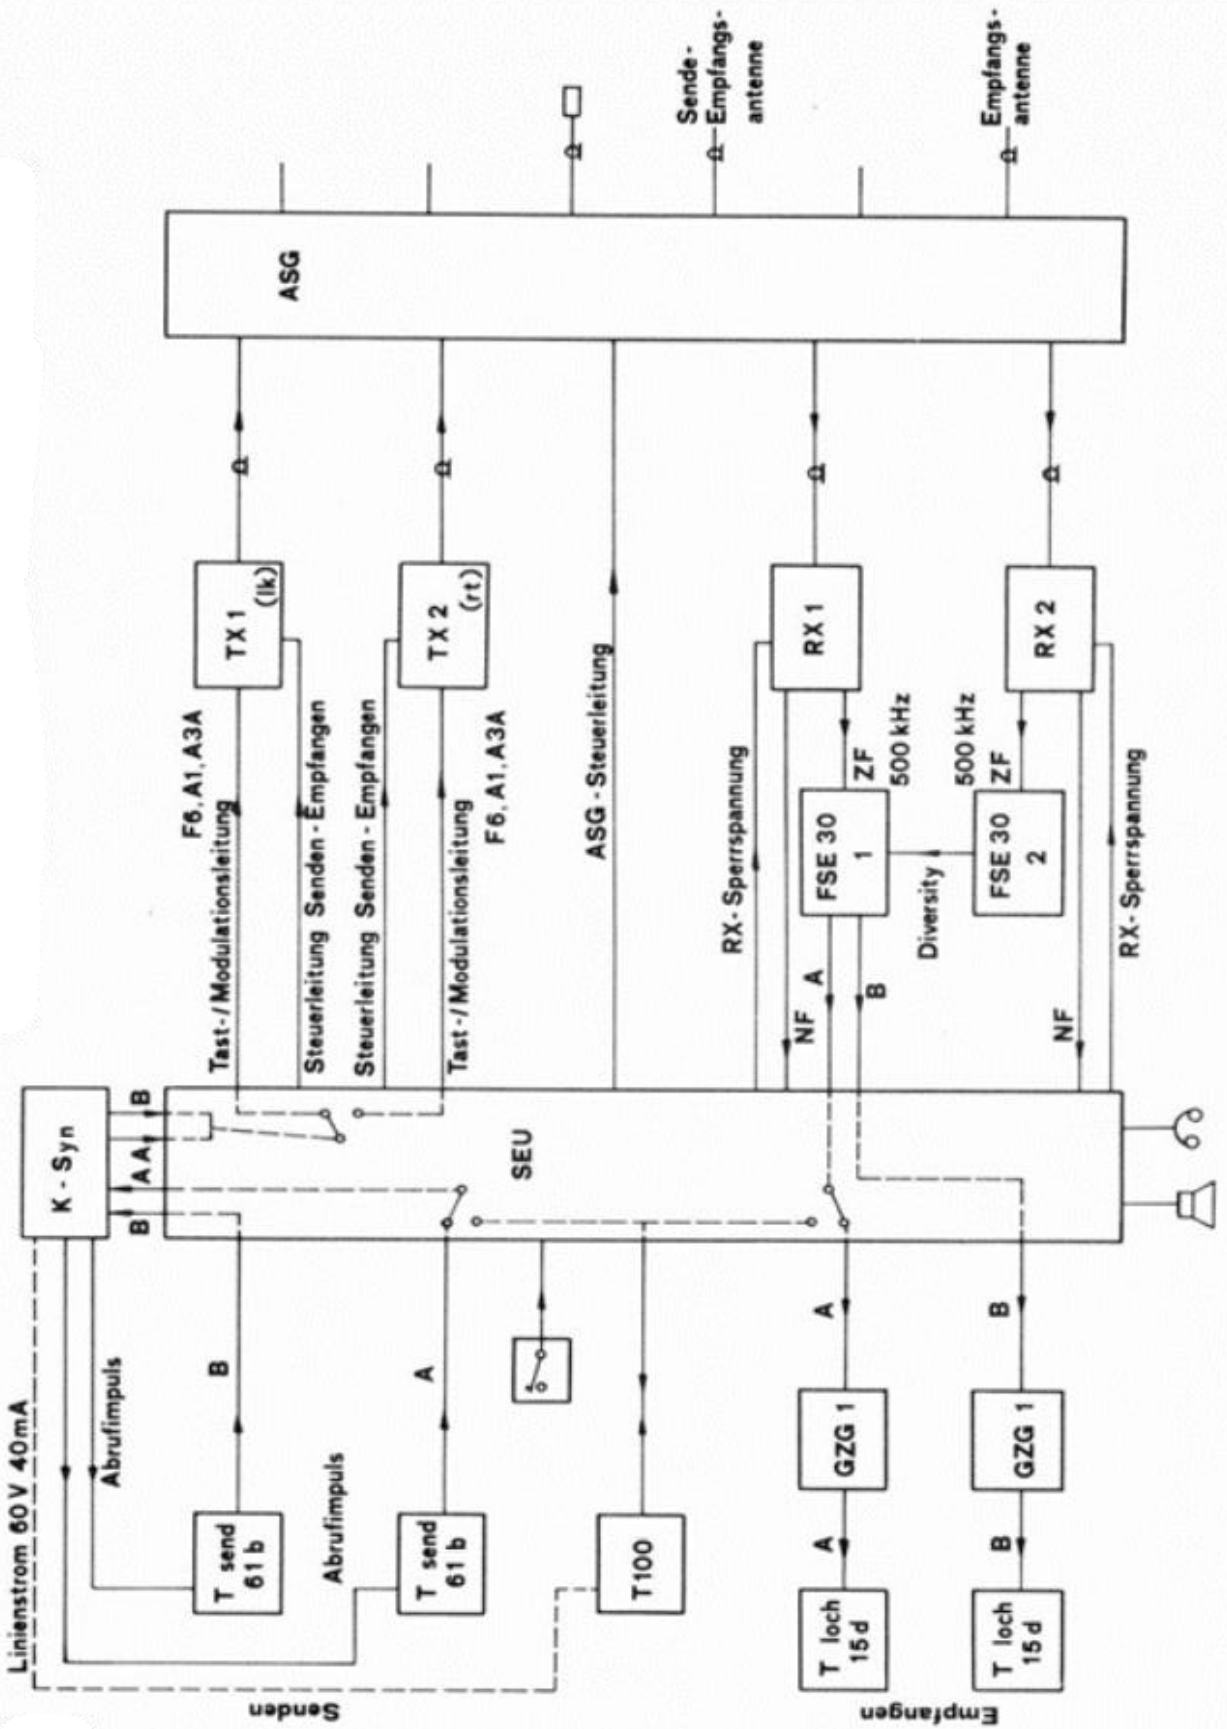 Linienstrom 60V 40mA
Senden
Empfangen
Abrufimpuls
T send
61 b
B
Abrufimpuls
T send
61 b
A
T100
T loch
15d
A
GZG 1
A
T loch
15d
B
GZG 1
B
K-Syn
B
A
A
B
SEU
Tast-/Modulationsleitung
F6, A1, A3A
Steuerleitung Senden-Empfangen
Steuerleitung Senden-Empfangen
Tast-/Modulationsleitung
F6, A1, A3A
ASG-Steuerleitung
RX-Sperrspannung
NF
A
B
FSE 30
1
ZF
500 kHz
Diversity
FSE 30
2
ZF
500 kHz
NF
RX-Sperrspannung
TX 1
(lk)
TX 2
(rt)
RX 1
RX 2
ASG
Sende-
Empfangs-
antenne
Empfangs-
antenne